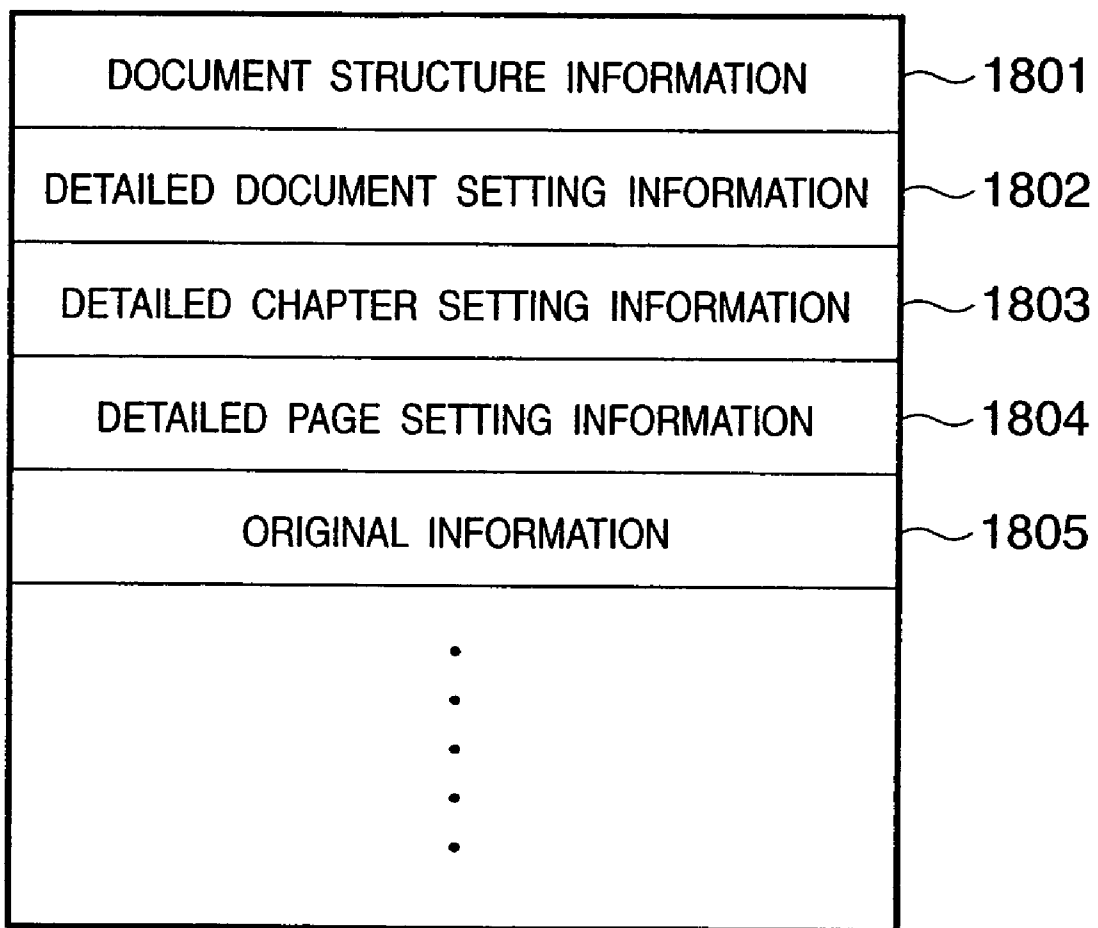 DOCUMENT STRUCTURE INFORMATION 1801
DETAILED DOCUMENT SETTING INFORMATION 1802
DETAILED CHAPTER SETTING INFORMATION 1803
DETAILED PAGE SETTING INFORMATION 1804
ORIGINAL INFORMATION 1805